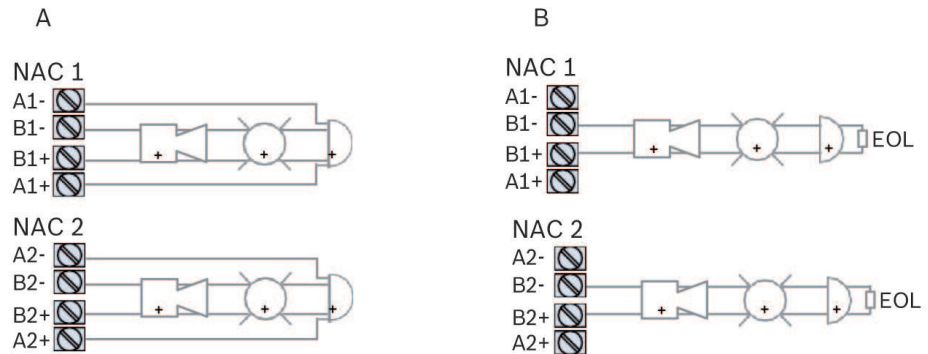 A
NAC 1
A1-
B1-
+ + +
B1+
A1+
NAC 2
A2-
B2-
+ + +
B2+
A2+
B
NAC 1
A1-
B1-
EOL
+ + +
B1+
A1+
NAC 2
A2-
B2-
EOL
+ + +
B2+
A2+